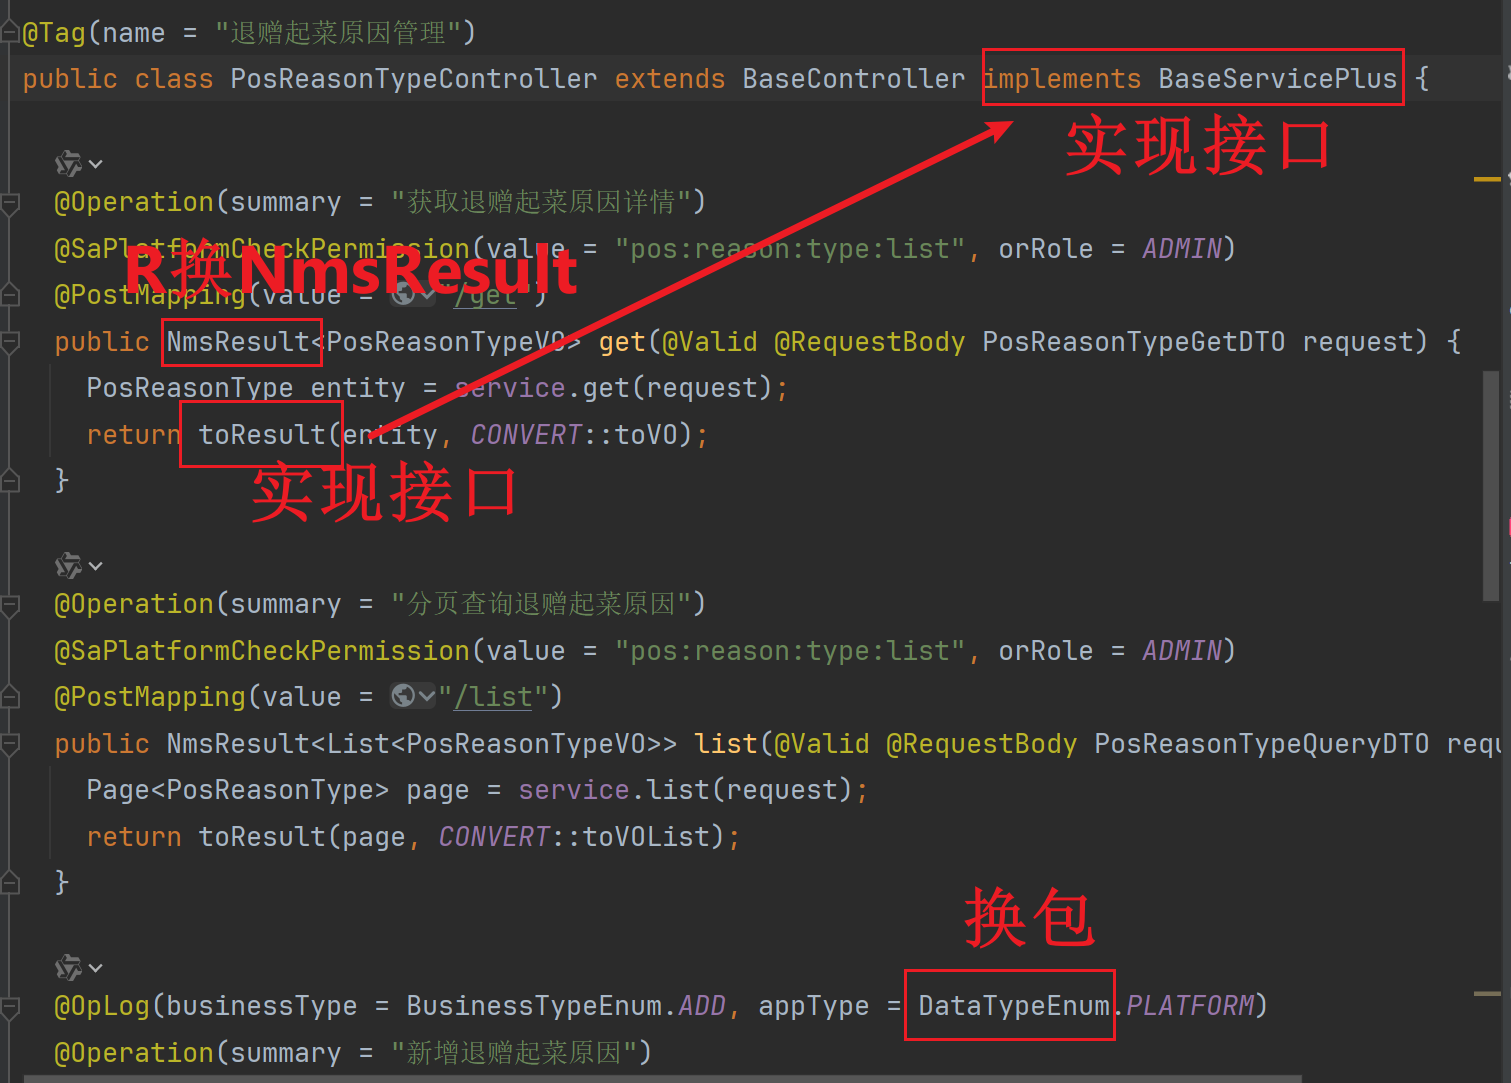 @Tag(name = "退赠起菜原因管理")
public class PosReasonTypeController extends BaseController implements BaseServicePlus {
实现接口
@Operation(summary = "获取退赠起菜原因详情")
@SaPlatformCheckPermission(value = "pos:reason:type:list", orRole = ADMIN)
R换NmsResult
@PostMapping(value = "/get")
public NmsResult<PosReasonTypeVO> get(@Valid @RequestBody PosReasonTypeGetDTO request) {
PosReasonType entity = service.get(request);
return toResult(entity, CONVERT::toVO);
实现接口
}
@Operation(summary = "分页查询退赠起菜原因")
@SaPlatformCheckPermission(value = "pos:reason:type:list", orRole = ADMIN)
@PostMapping(value = "/list")
public NmsResult<List<PosReasonTypeVO>> list(@Valid @RequestBody PosReasonTypeQueryDTO requ
Page<PosReasonType> page = service.list(request);
return toResult(page, CONVERT::toVOList);
}
换包
@OpLog(businessType = BusinessTypeEnum.ADD, appType = DataTypeEnum.PLATFORM)
@Operation(summary = "新增退赠起菜原因")